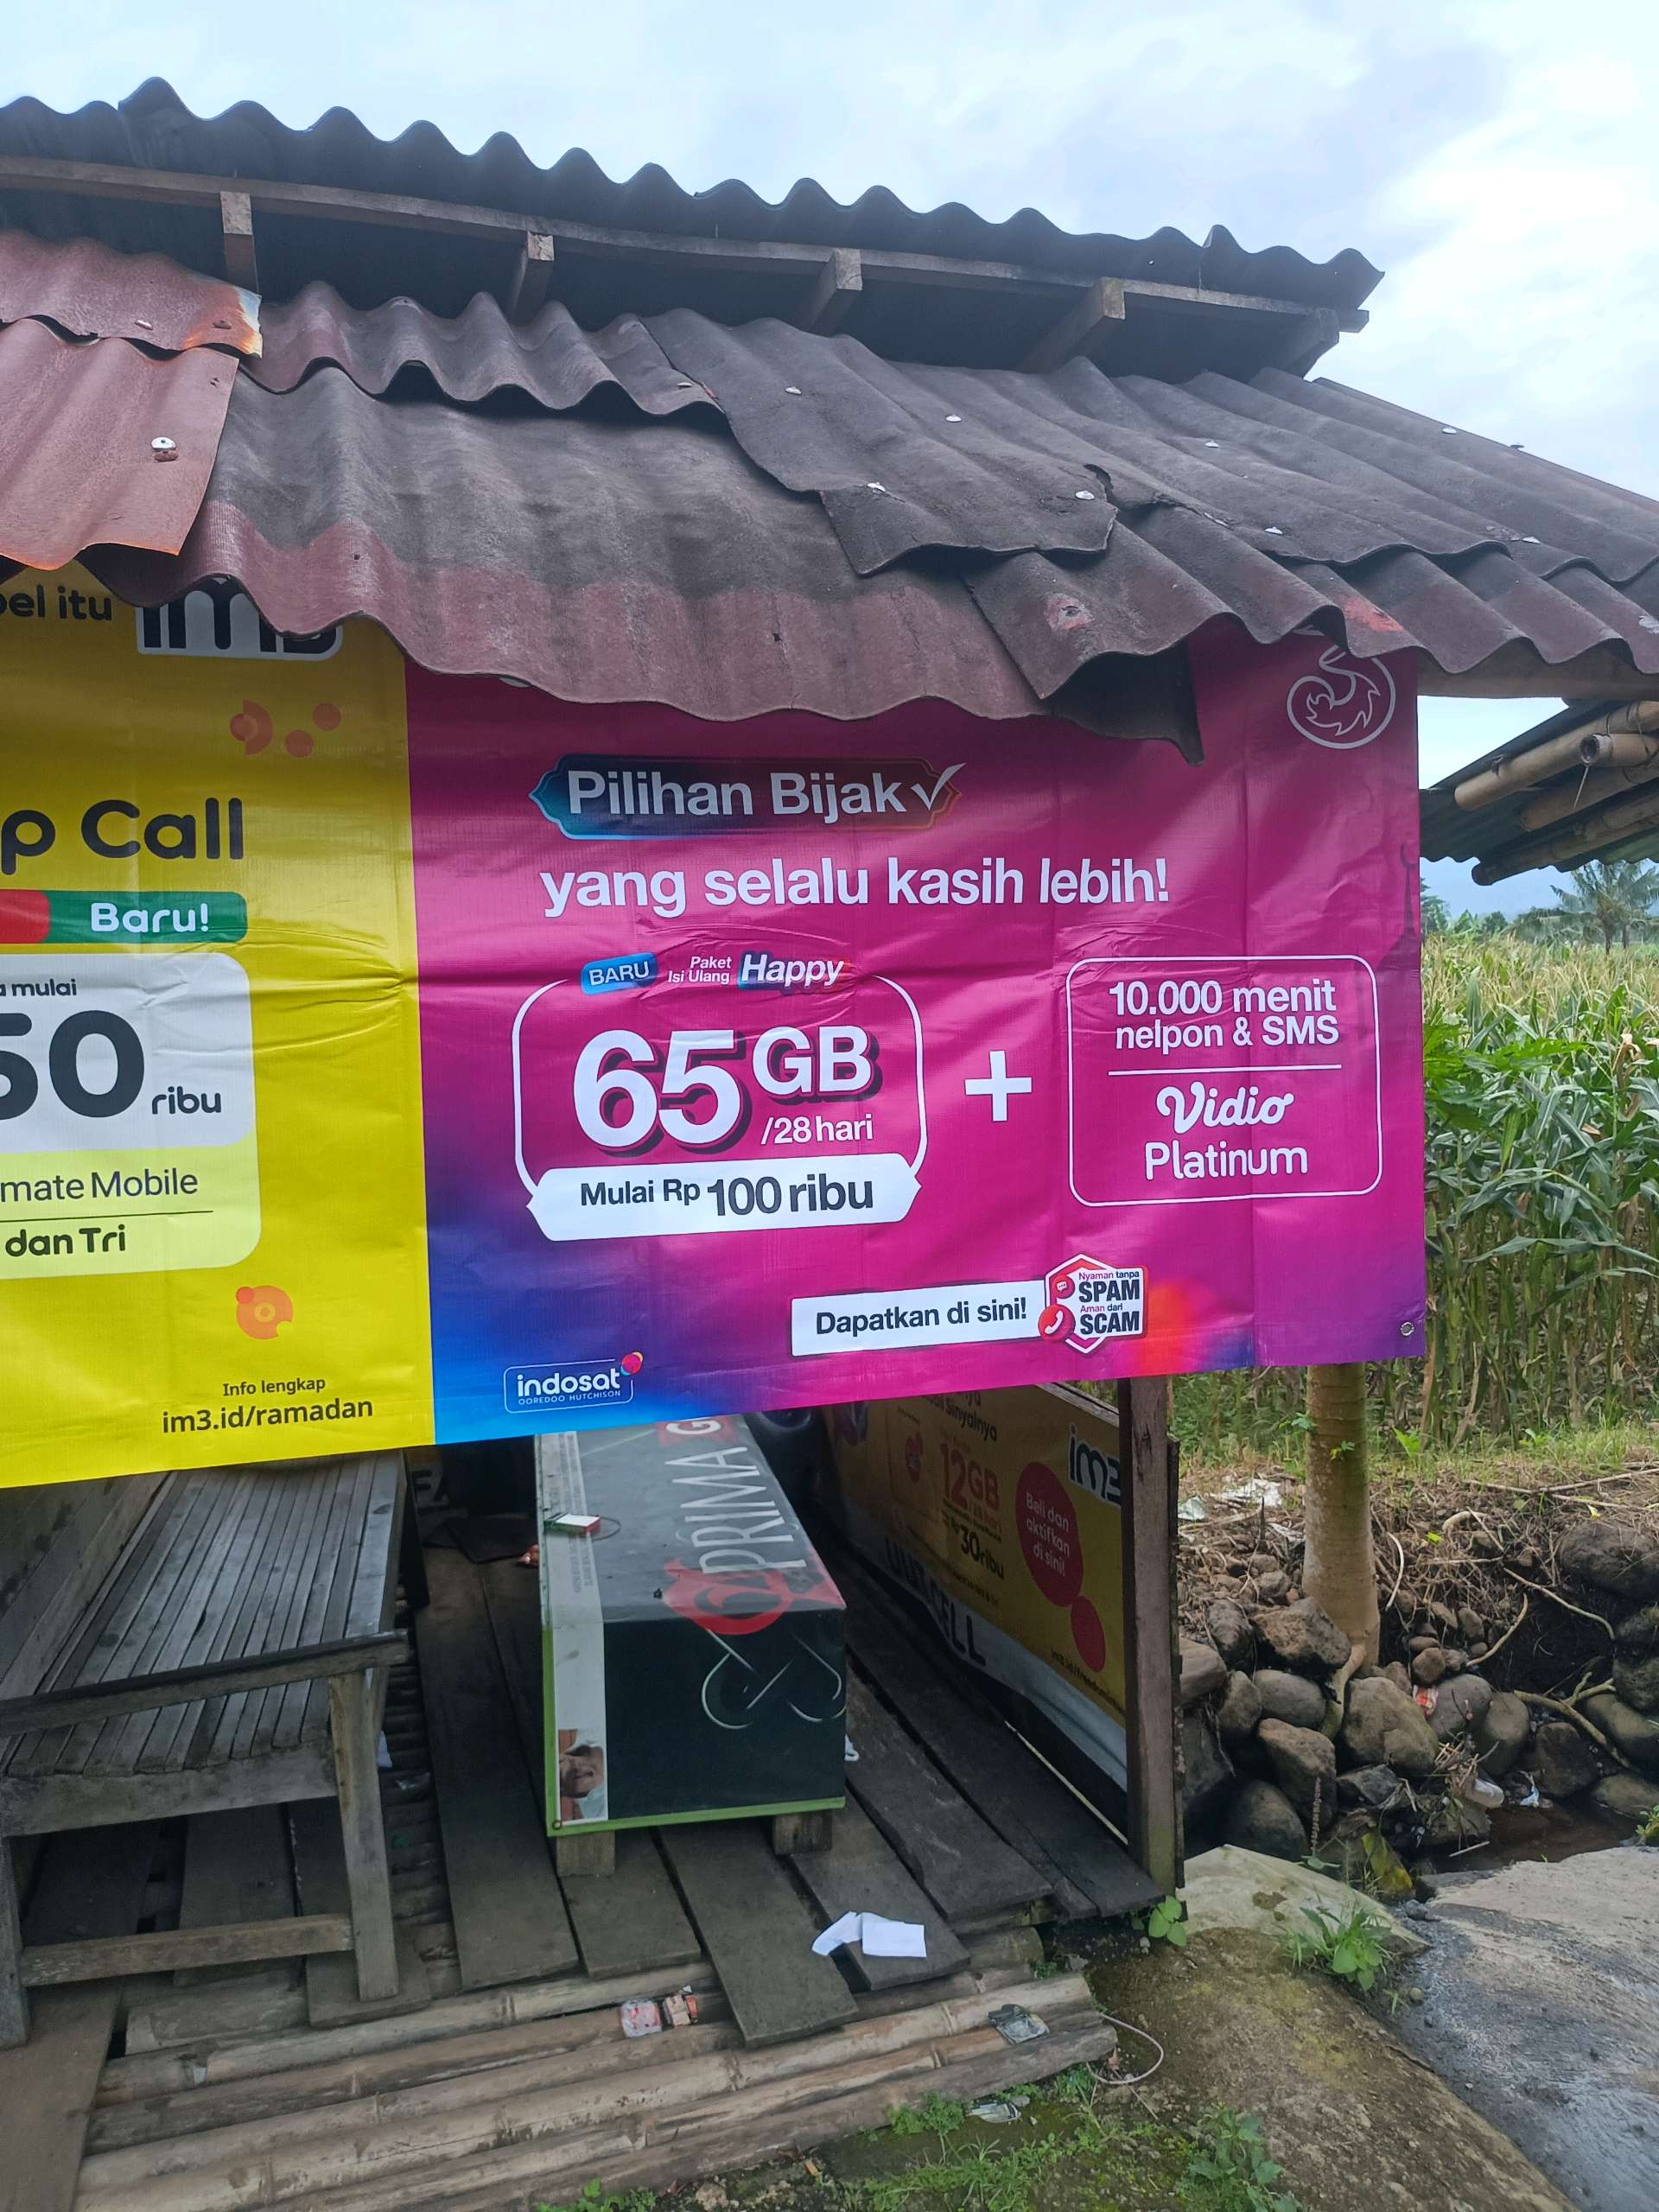 itu
im3
Call
Baru!
mulai
50 ribu
mate Mobile
dan Tri
Info lengkap
im3.id/ramadan
Pilihan Bijak
yang selalu kasih lebih!
BARU Paket Isi Ulang Happy
65 GB
/28 hari
Mulai Rp 100 ribu
+
10.000 menit
nelpon & SMS
Vidio
Platinum
Dapatkan di sini!
Nyaman tanpa
SPAM
Aman dari
SCAM
indosat
OOREDOO HUTCHISON
PRIMA
Sinyalnya
im3
12GB
30ribu
Beli dan
aktifkan
di sini!
CELL